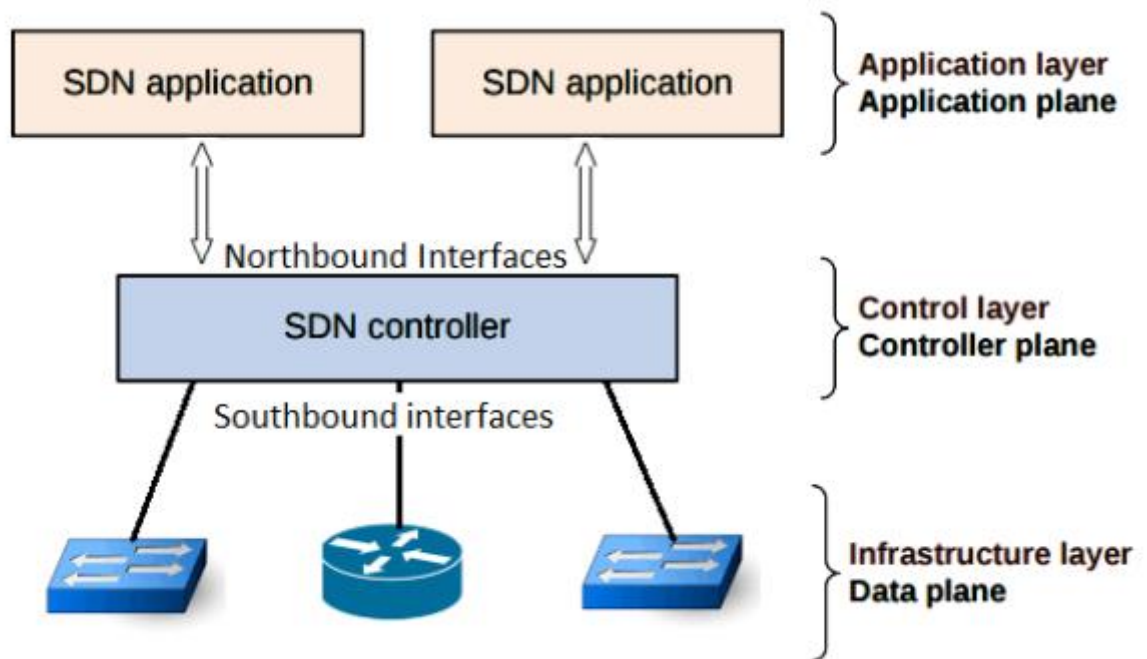 SDN application
SDN application
Application layer
Application plane
Northbound Interfaces
SDN controller
Control layer
Controller plane
Southbound interfaces
Infrastructure layer
Data plane